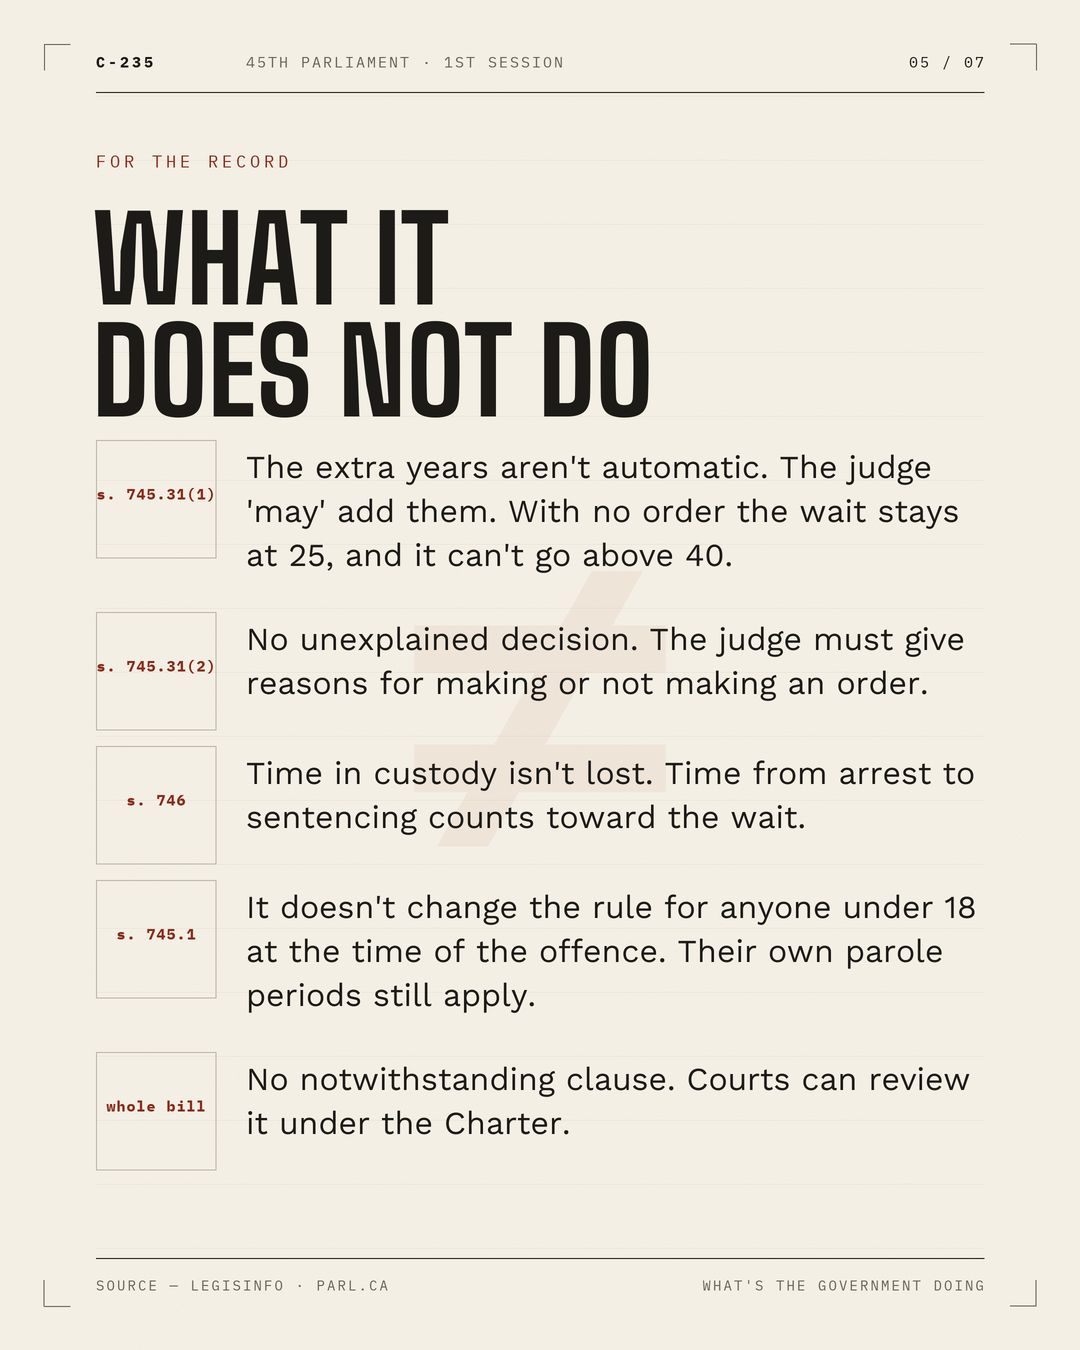 C-235
45TH PARLIAMENT · 1ST SESSION
05 / 07
FOR THE RECORD
WHAT IT
DOES NOT DO
s. 745.31(1)
The extra years aren't automatic. The judge
'may' add them. With no order the wait stays
at 25, and it can't go above 40.
s. 745.31(2)
No unexplained decision. The judge must give
reasons for making or not making an order.
s. 746
Time in custody isn't lost. Time from arrest to
sentencing counts toward the wait.
s. 745.1
It doesn't change the rule for anyone under 18
at the time of the offence. Their own parole
periods still apply.
whole bill
No notwithstanding clause. Courts can review
it under the Charter.
≠
SOURCE — LEGISINFO · PARL.CA
WHAT'S THE GOVERNMENT DOING